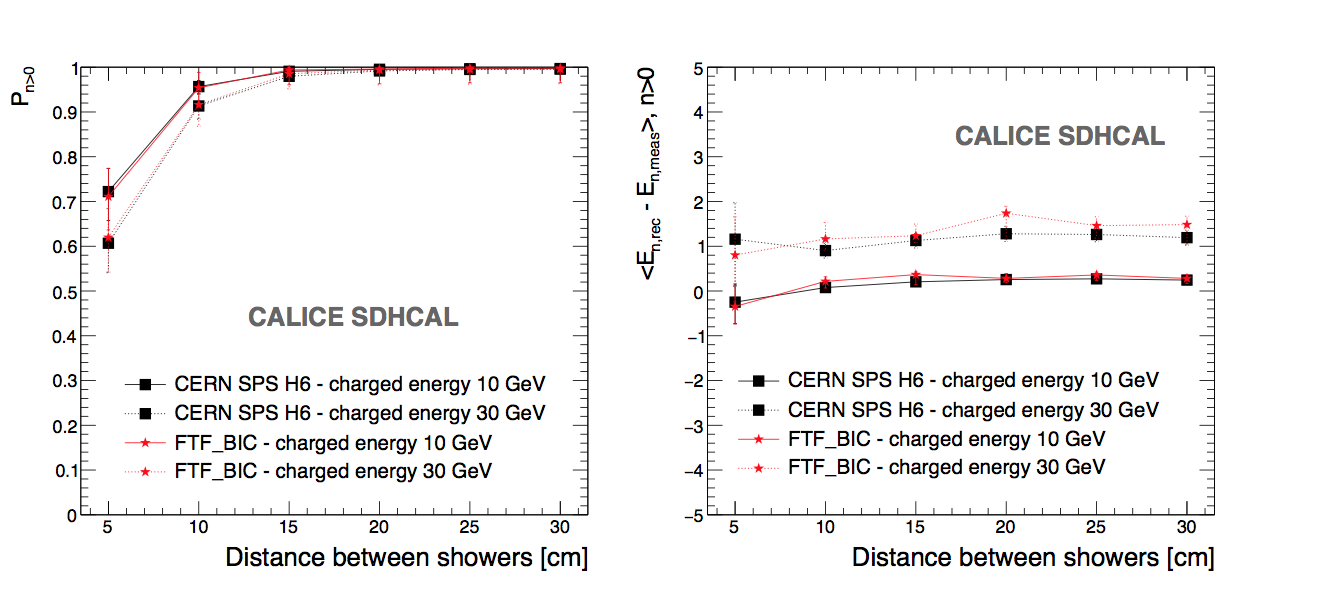 P_{n>0}
1
0.9
0.8
0.7
0.6
0.5
0.4
0.3
0.2
0.1
0
CALICE SDHCAL
CERN SPS H6 - charged energy 10 GeV
CERN SPS H6 - charged energy 30 GeV
FTF_BIC - charged energy 10 GeV
FTF_BIC - charged energy 30 GeV
5 10 15 20 25 30
Distance between showers [cm]
<E_{n,rec} - E_{n,meas}>, n>0
5
4
3
2
1
0
−1
−2
−3
−4
−5
CALICE SDHCAL
CERN SPS H6 - charged energy 10 GeV
CERN SPS H6 - charged energy 30 GeV
FTF_BIC - charged energy 10 GeV
FTF_BIC - charged energy 30 GeV
5 10 15 20 25 30
Distance between showers [cm]